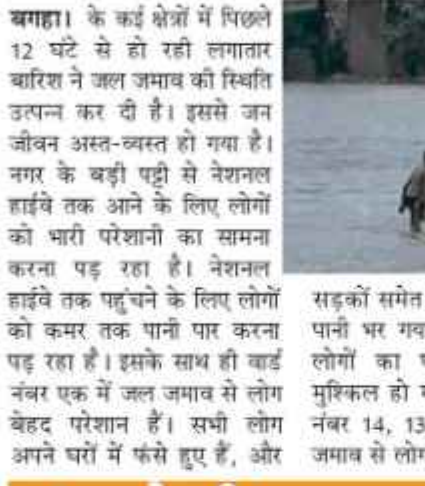 बगहा। के कई क्षेत्रों में पिछले
12 घंटे से हो रही लगातार
बारिश ने जल जमाव की स्थिति
उत्पन्न कर दी है। इससे जन
जीवन अस्त-व्यस्त हो गया है।
नगर के बड़ी पट्टी से नेशनल
हाईवे तक आने के लिए लोगों
को भारी परेशानी का सामना
करना पड़ रहा है। नेशनल
हाईवे तक पहुंचने के लिए लोगों
को कमर तक पानी पार करना
पड़ रहा है। इसके साथ ही वार्ड
नंबर एक में जल जमाव से लोग
बेहद परेशान हैं। सभी लोग
अपने घरों में फंसे हुए हैं, और
सड़कों समेत
पानी भर
लोगों का
मुश्किल हो
नंबर 14, 13
जमाव से